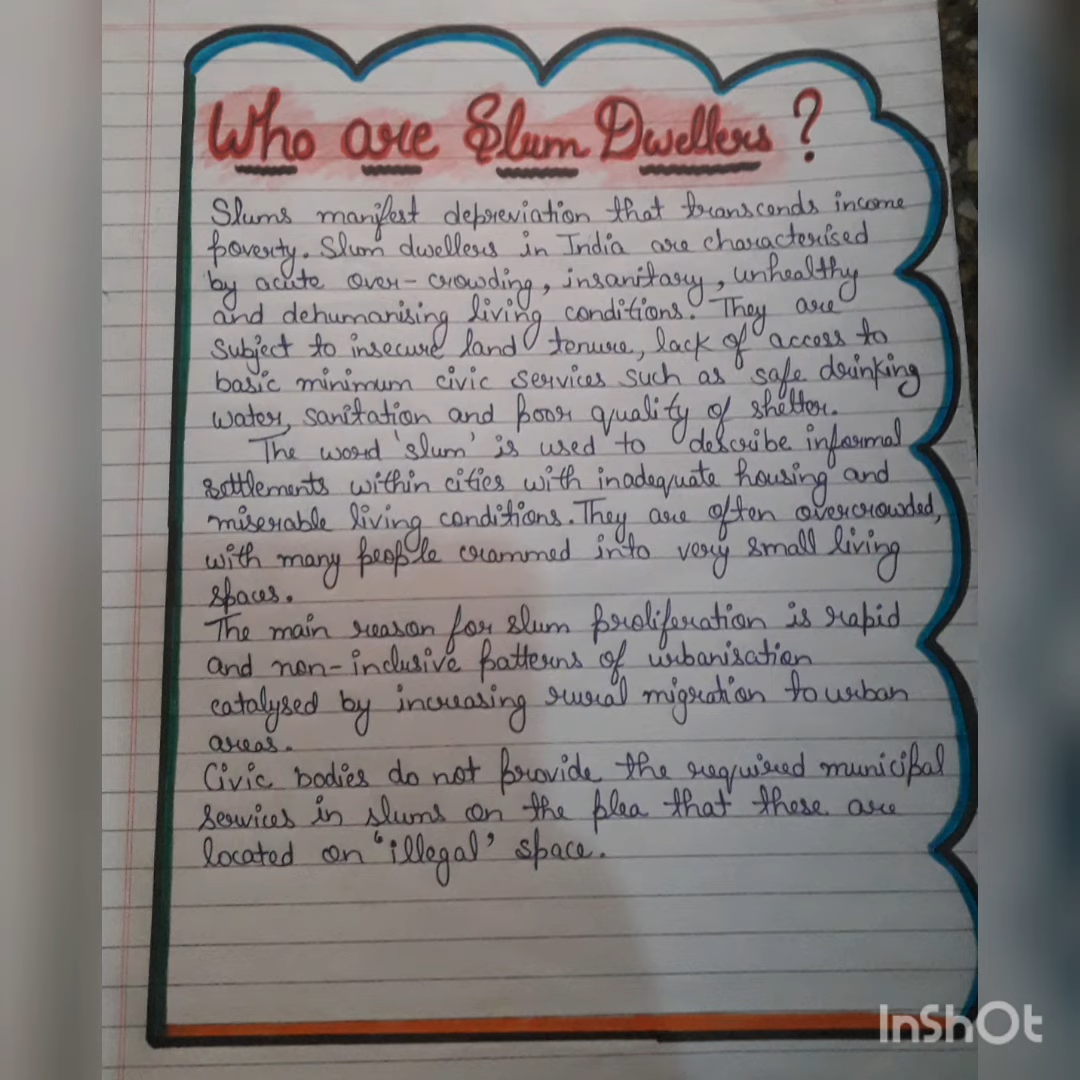 Who are Slum Dwellers ?
Slums manifest depreviation that transcends income
poverty. Slum dwellers in India are characterised
by acute over-crowding, insanitary, unhealthy
and dehumanising living conditions. They are
subject to insecure land tenure, lack of access to
basic minimum civic services such as safe drinking
water, sanitation and poor quality of shelter.
The word 'slum' is used to describe informal
settlements within cities with inadequate housing and
miserable living conditions. They are often overcrowded,
with many people crammed into very small living
spaces.
The main reason for slum proliferation is rapid
and non-inclusive patterns of urbanisation
catalysed by increasing rural migration to urban
areas.
Civic bodies do not provide the required municipal
services in slums on the plea that these are
located on "illegal' space.
InShOt